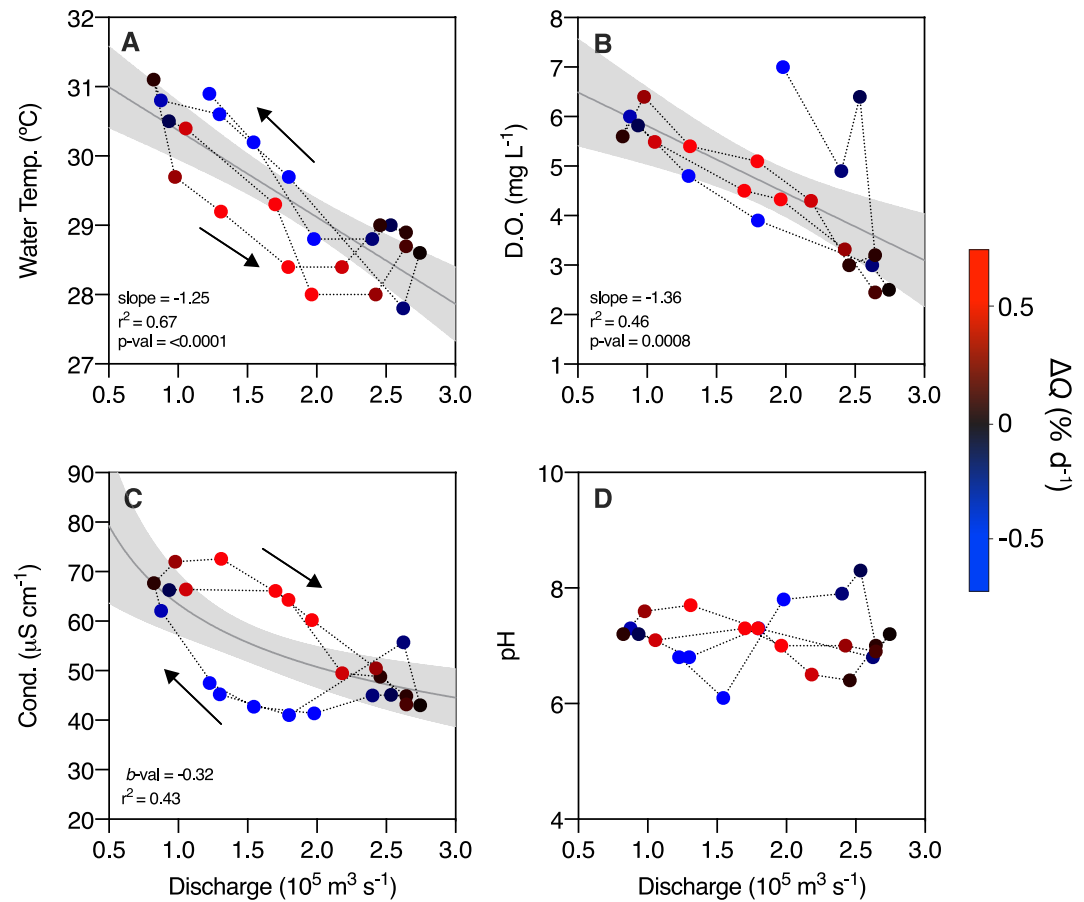 A
32
31
30
29
28
27
Water Temp. (ºC)
slope = -1.25
r² = 0.67
p-val = <0.0001
0.5 1.0 1.5 2.0 2.5 3.0
B
8
7
6
5
4
3
2
1
D.O. (mg L⁻¹)
slope = -1.36
r² = 0.46
p-val = 0.0008
0.5 1.0 1.5 2.0 2.5 3.0
C
90
80
70
60
50
40
30
20
Cond. (µS cm⁻¹)
b-val = -0.32
r² = 0.43
0.5 1.0 1.5 2.0 2.5 3.0
Discharge (10⁵ m³ s⁻¹)
D
10
8
6
4
pH
0.5 1.0 1.5 2.0 2.5 3.0
Discharge (10⁵ m³ s⁻¹)
0.5
0
-0.5
ΔQ (% d⁻¹)